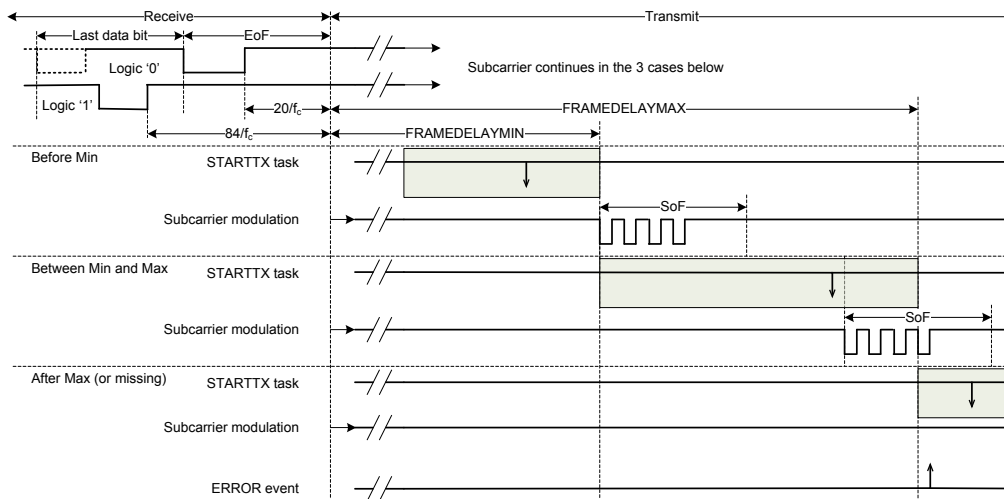 Receive
Transmit
Last data bit
EoF
Logic ‘0’
Subcarrier continues in the 3 cases below
Logic ‘1’
20/fc
FRAMEDELAYMAX
84/fc
FRAMEDELAYMIN
Before Min
STARTTX task
Subcarrier modulation
SoF
Between Min and Max
STARTTX task
Subcarrier modulation
SoF
After Max (or missing)
STARTTX task
Subcarrier modulation
ERROR event